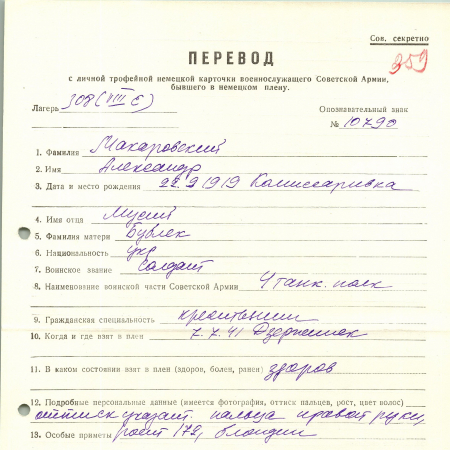 Сов. секретно
359
ПЕРЕВОД
с личной трофейной немецкой карточки военнослужащего Советской Армии,
бывшего в немецком плену.
Лагерь 308 (VIII E) Опознавательный знак
№ 10790
1. Фамилия Макаровский
2. Имя Александр
3. Дата и место рождения 22.9.1919 Комиссаривка
4. Имя отца Мусий
5. Фамилия матери
6. Национальность укр
7. Воинское звание солдат
8. Наименование воинской части Советской Армии 4 танк. полк
9. Гражданская специальность крестьянин
10. Когда и где взят в плен 7.7.41
11. В каком состоянии взят в плен (здоров, болен, ранен) здоров
12. Подробные персональные данные (имеется фотография, оттиск пальцев, рост, цвет волос)
оттиск указат. пальца правой руки,
13. Особые приметы рост 172, блондин